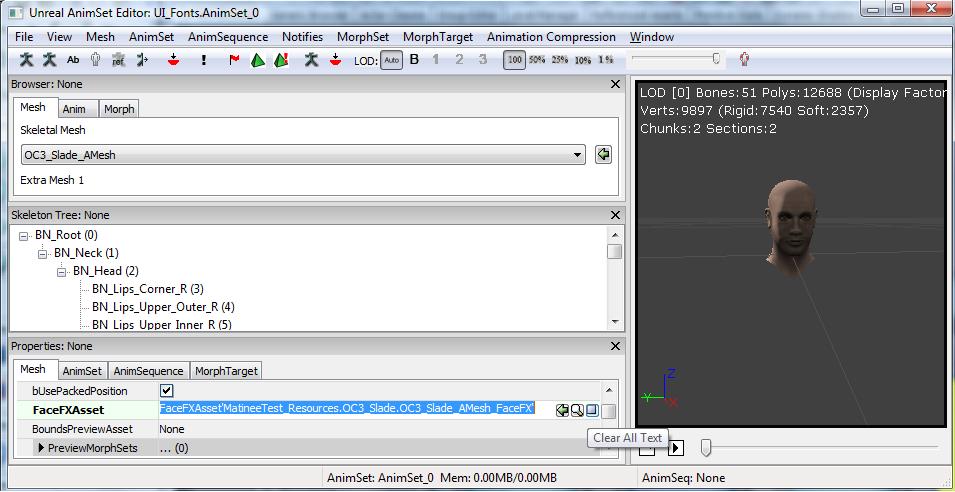 Unreal AnimSet Editor: UI_Fonts.AnimSet_0
File View Mesh AnimSet AnimSequence Notifies MorphSet MorphTarget Animation Compression Window
Ab ref ! LOD: Auto B 1 2 3 100 50% 25% 10% 1%
Browser: None
Mesh Anim Morph
Skeletal Mesh
OC3_Slade_AMesh
Extra Mesh 1
Skeleton Tree: None
BN_Root (0)
BN_Neck (1)
BN_Head (2)
BN_Lips_Corner_R (3)
BN_Lips_Upper_Outer_R (4)
BN_Lips_Upper_Inner_R (5)
Properties: None
Mesh AnimSet AnimSequence MorphTarget
bUsePackedPosition
FaceFXAsset FaceFXAsset'MatineeTest_Resources.OC3_Slade.OC3_Slade_AMesh_FaceFX'
BoundsPreviewAsset None
PreviewMorphSets ... (0)
LOD [0] Bones:51 Polys:12688 (Display Factor
Verts:9897 (Rigid:7540 Soft:2357)
Chunks:2 Sections:2
Z
Y
X
Clear All Text
AnimSet: AnimSet_0 Mem: 0.00MB/0.00MB
AnimSeq: None